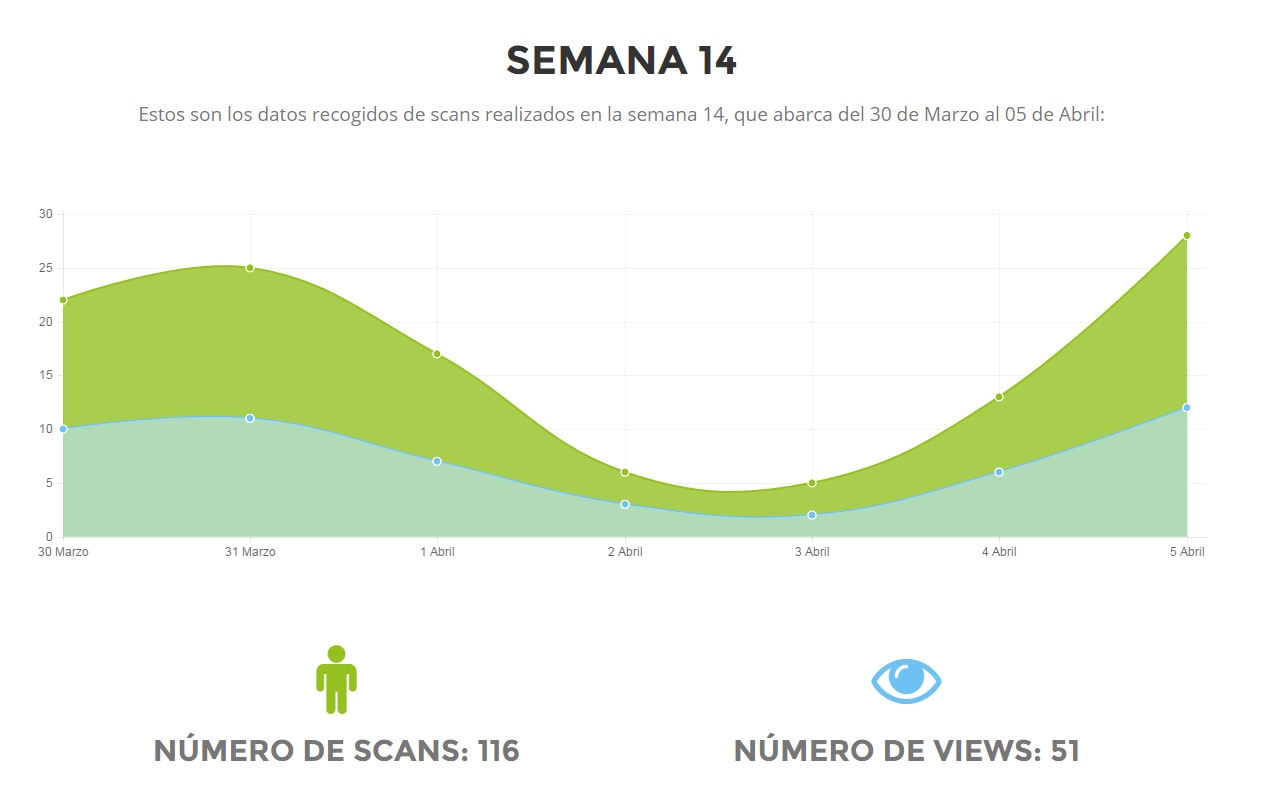 SEMANA 14
Estos son los datos recogidos de scans realizados en la semana 14, que abarca del 30 de Marzo al 05 de Abril:
30
25
20
15
10
5
0
30 Marzo 31 Marzo 1 Abril 2 Abril 3 Abril 4 Abril 5 Abril
NÚMERO DE SCANS: 116 NÚMERO DE VIEWS: 51